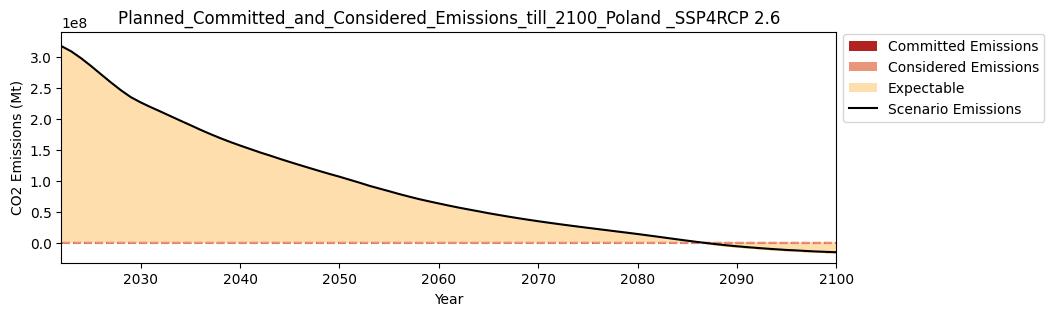 Planned_Committed_and_Considered_Emissions_till_2100_Poland _SSP4RCP 2.6
1e8
3.0
2.5
2.0
1.5
1.0
0.5
0.0
CO2 Emissions (Mt)
2030 2040 2050 2060 2070 2080 2090 2100
Year
Committed Emissions
Considered Emissions
Expectable
Scenario Emissions